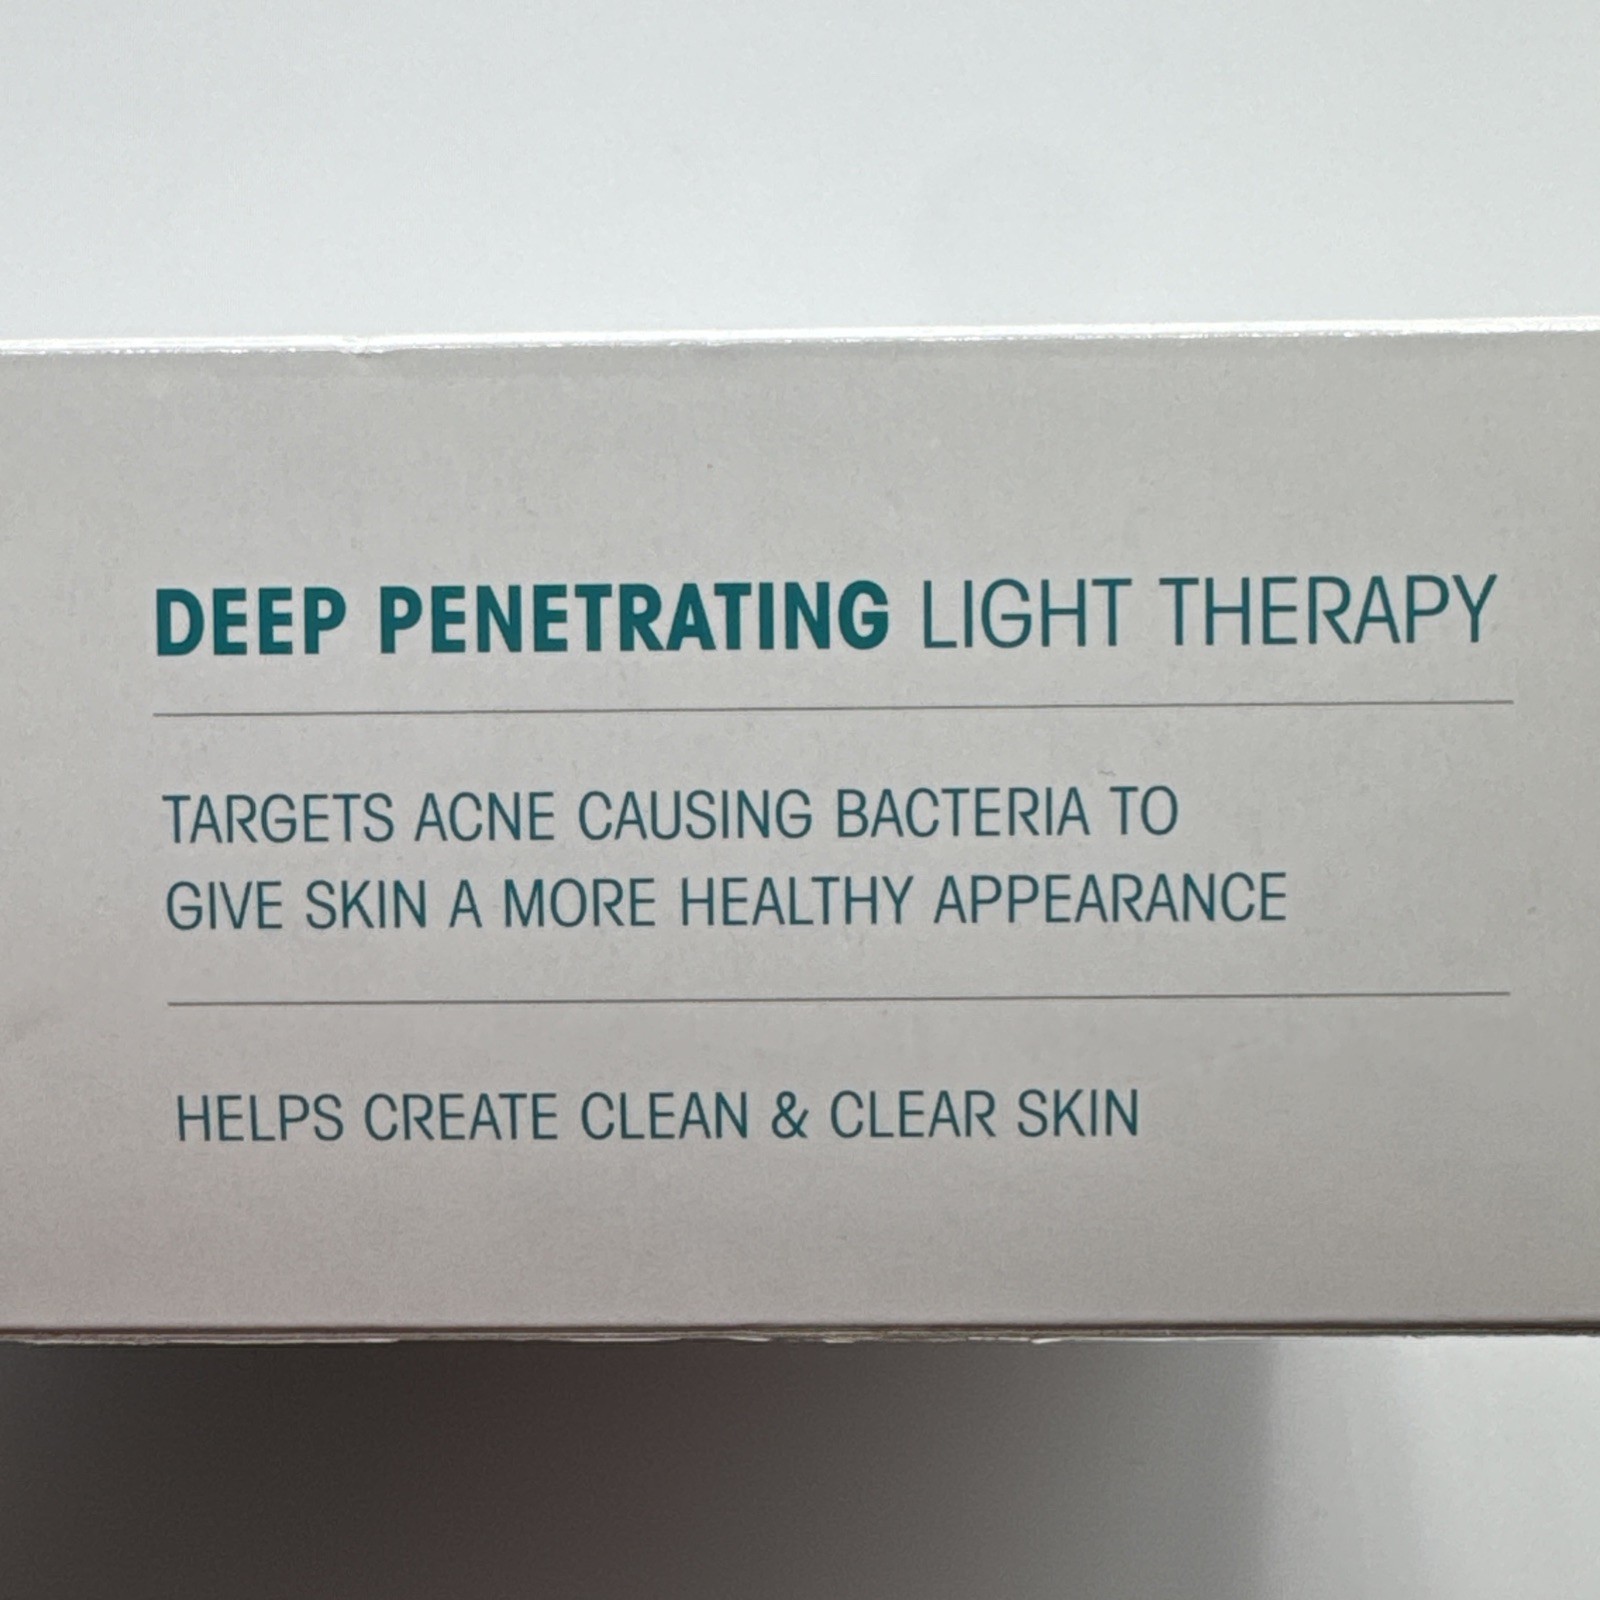 DEEP PENETRATING LIGHT THERAPY
TARGETS ACNE CAUSING BACTERIA TO
GIVE SKIN A MORE HEALTHY APPEARANCE
HELPS CREATE CLEAN & CLEAR SKIN